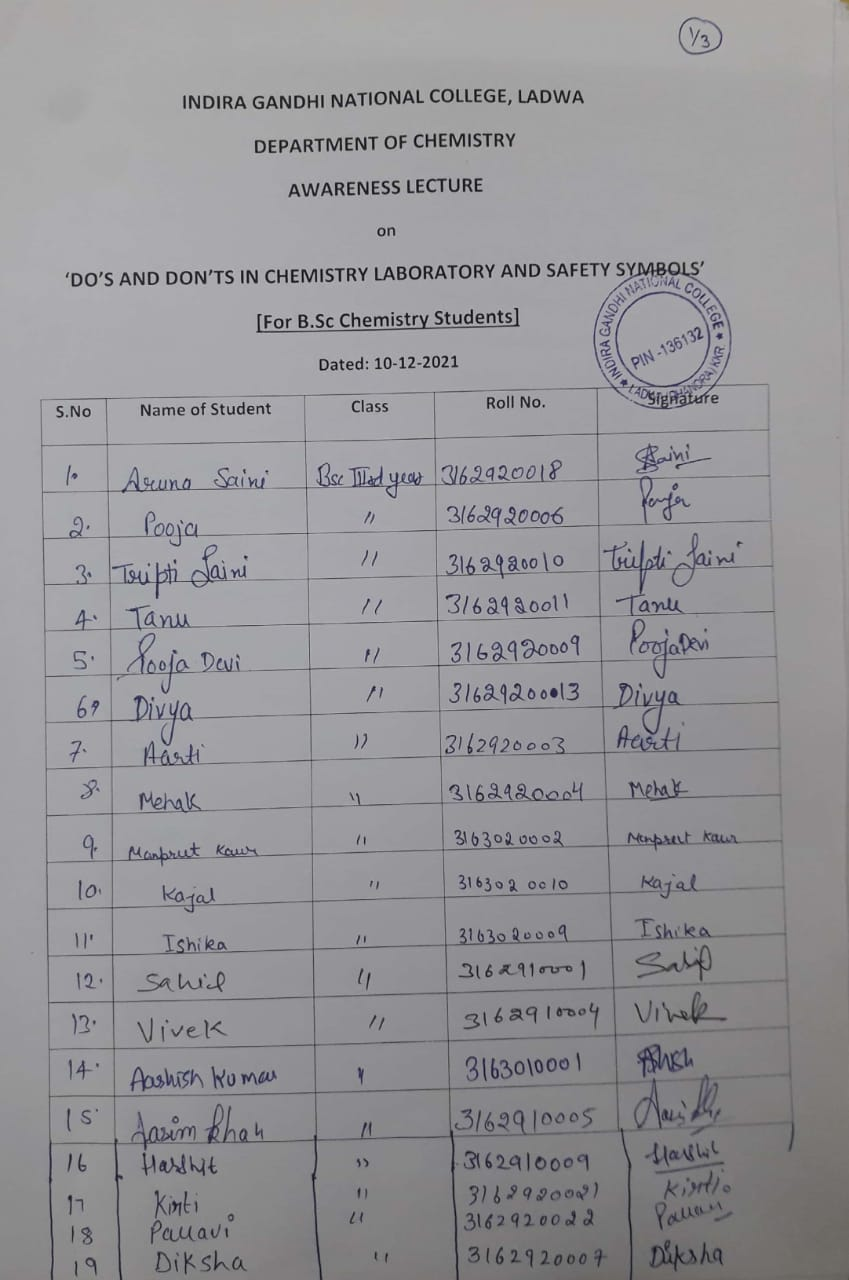 1/3
INDIRA GANDHI NATIONAL COLLEGE, LADWA
DEPARTMENT OF CHEMISTRY
AWARENESS LECTURE
on
‘DO’S AND DON’TS IN CHEMISTRY LABORATORY AND SAFETY SYMBOLS’
[For B.Sc Chemistry Students]
INDIRA GANDHI NATIONAL COLLEGE
PIN -136132
Dated: 10-12-2021
S.No Name of Student Class Roll No. Signature
1. Aruna Saini Bsc IIIrd year 3162920018 Saini
2. Pooja " 3162920006 Pooja
3. Tripti Saini " 3162920010 Tripti Saini
4. Tanu " 3162920011 Tanu
5. Pooja Devi " 3162920009 Pooja Devi
6. Divya " 3162920013 Divya
7. Aarti " 3162920003 Aarti
8. Mehak " 3162920004 Mehak
9. Manpreet Kaur " 3163020002 Manpreet Kaur
10. Kajal " 3163020010 Kajal
11. Ishika " 3163020009 Ishika
12. Sahil " 3162910001 Sahil
13. Vivek " 3162910004 Vivek
14. Aashish Kumar " 3163010001
15 Jasim Khan " 3162910005
16 Harshit " 3162910009 Harshit
17 Kirti " 3162920021 Kirti.
18 Pallavi " 3162920022 Pallavi
19 Diksha " 3162920007 Diksha